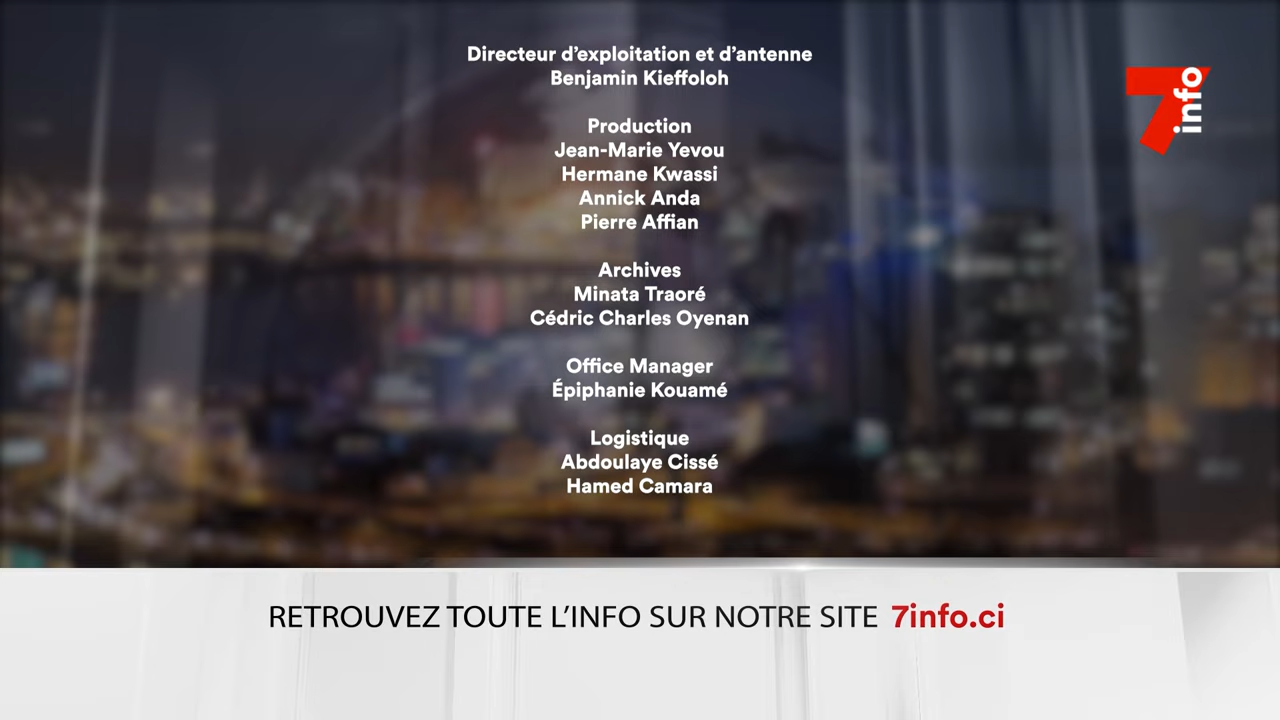 Directeur d'exploitation et d'antenne
Benjamin Kieffoloh
Production
Jean-Marie Yevou
Hermane Kwassi
Annick Anda
Pierre Affian
Archives
Minata Traoré
Cédric Charles Oyenan
Office Manager
Épiphanie Kouamé
Logistique
Abdoulaye Cissé
Hamed Camara
7info
RETROUVEZ TOUTE L'INFO SUR NOTRE SITE 7info.ci